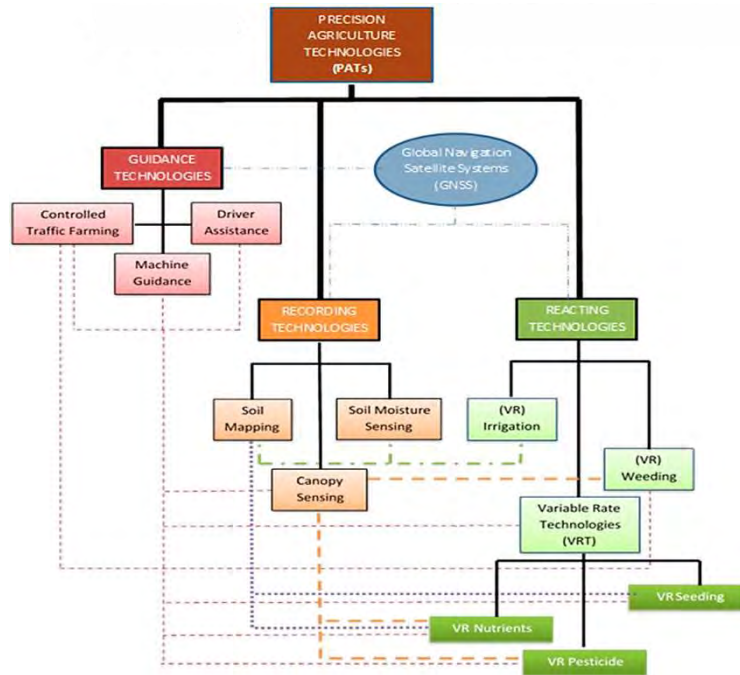 PRECISION
AGRICULTURE
TECHNOLOGIES
(PATs)
GUIDANCE
TECHNOLOGIES
Global Navigation
Satellite Systems
(GNSS)
Controlled
Traffic Farming
Driver
Assistance
Machine
Guidance
RECORDING
TECHNOLOGIES
REACTING
TECHNOLOGIES
Soil
Mapping
Soil Moisture
Sensing
(VR)
Irrigation
(VR)
Weeding
Canopy
Sensing
Variable Rate
Technologies
(VRT)
VR Seeding
VR Nutrients
VR Pesticide